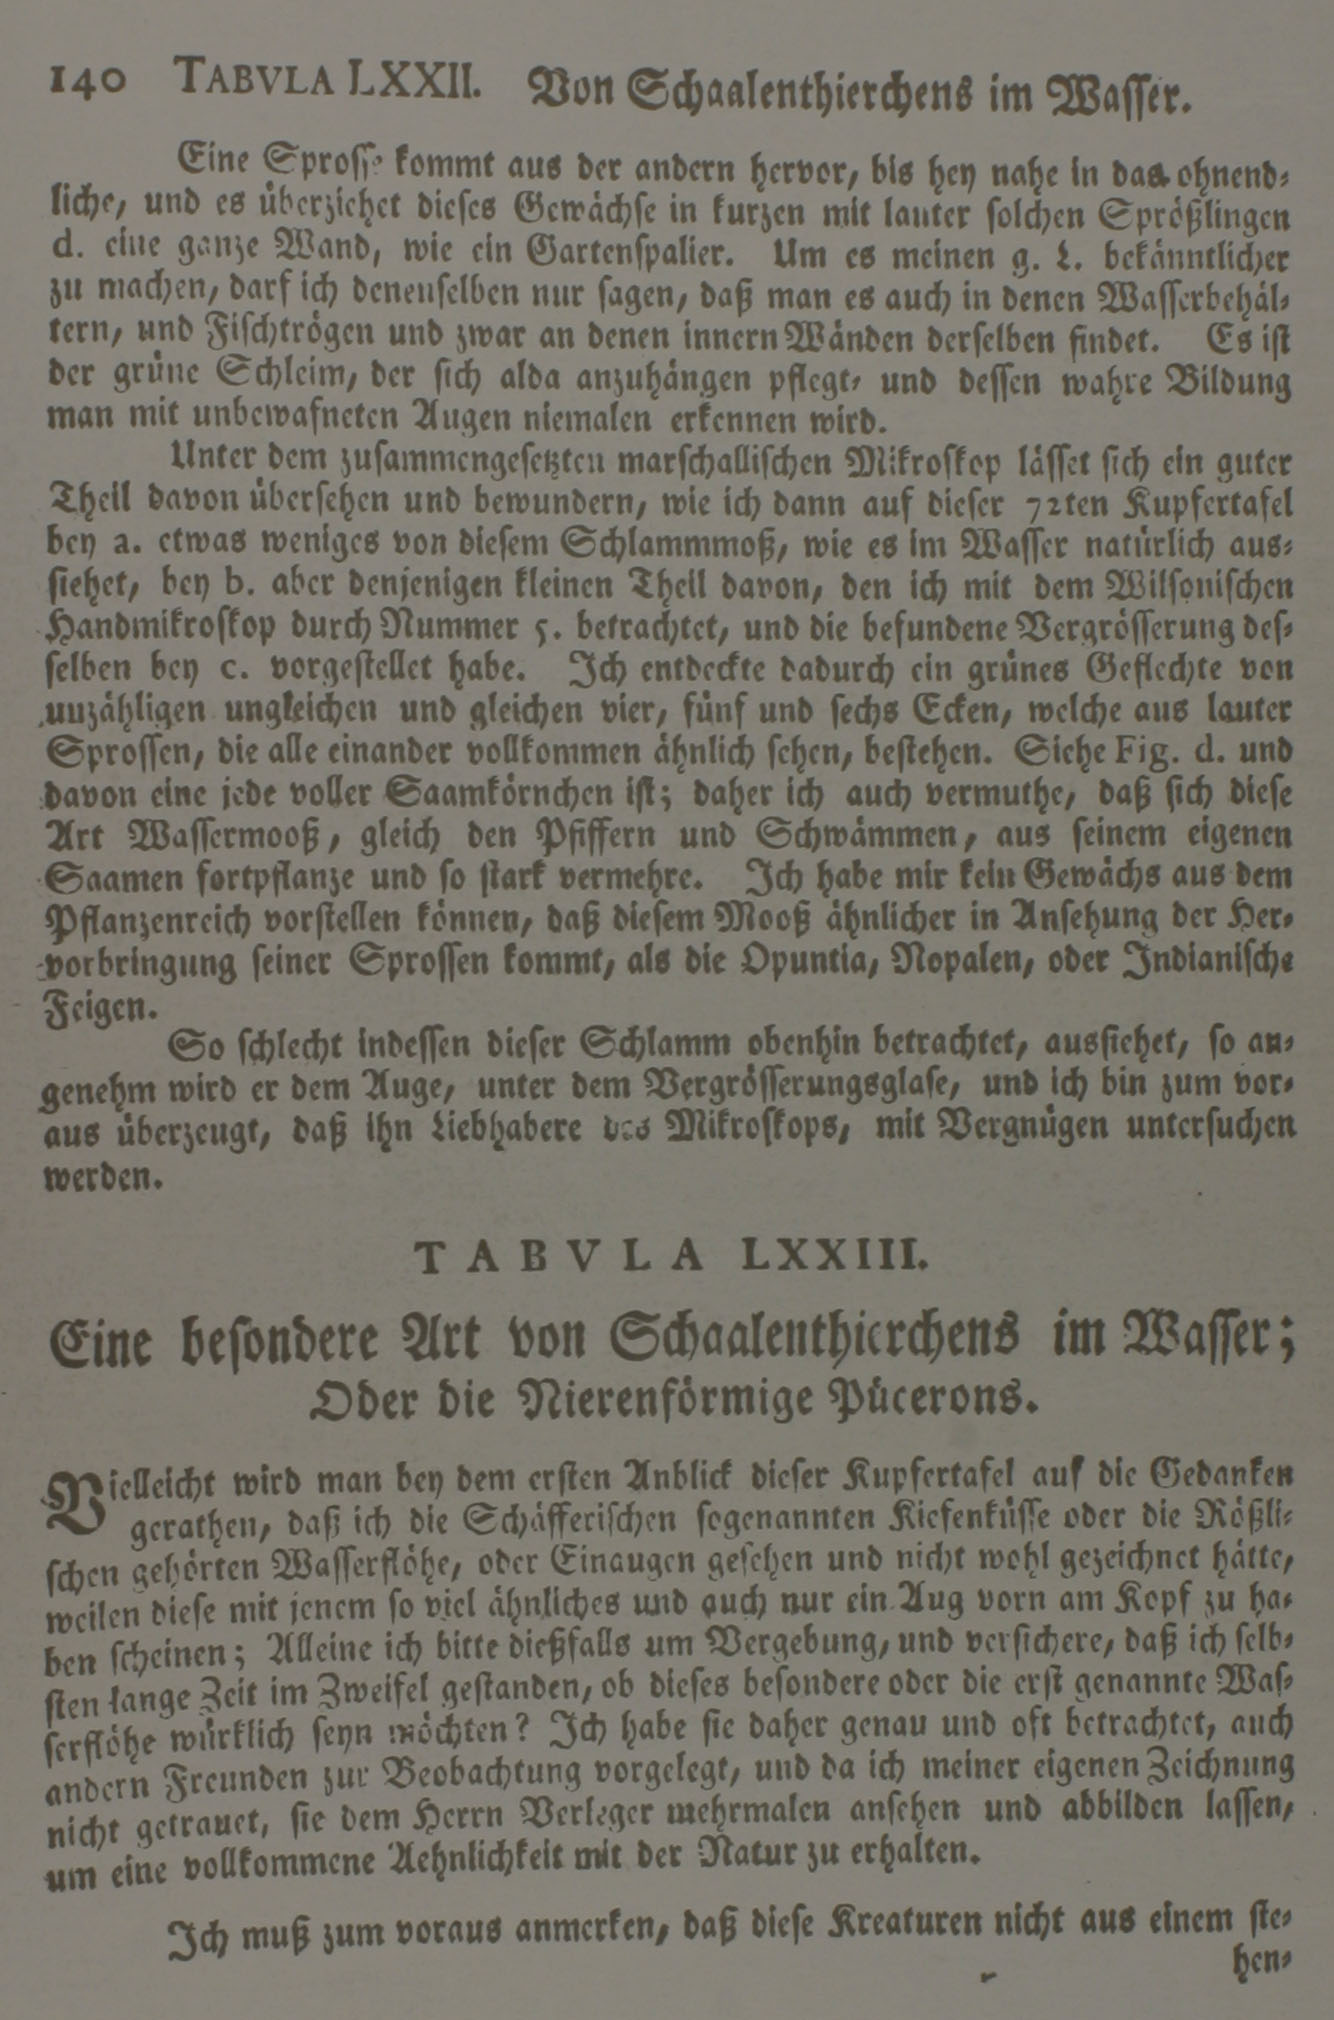 140 TABVLA LXXII. Von Schaalenthierchens im Wasser.
Eine Sprosse kommt aus der andern hervor, bis hey nahe in das ohnend-
liche, und es überziehet dieses Gewächse in kurzen mit lauter solchen Sprößlingen
d. eine ganze Wand, wie ein Gartenspalier. Um es meinen g. L. bekänntlicher
zu machen, darf ich denenselben nur sagen, daß man es auch in denen Wasserbehäl-
tern, und Fischtrögen und zwar an denen innern Wänden derselben findet. Es ist
der grüne Schleim, der sich alda anzuhängen pflegt, und dessen wahre Bildung
man mit unbewafneten Augen niemalen erkennen wird.
Unter dem zusammengesetzten marschallischen Mikroskop lässet sich ein guter
Theil davon übersehen und bewundern, wie ich dann auf dieser 72ten Kupfertafel
bey a. etwas weniges von diesem Schlammmoß, wie es im Wasser natürlich aus-
siehet, bey b. aber denjenigen kleinen Theil davon, den ich mit dem Wilsonischen
Handmikroskop durch Nummer 5. betrachtet, und die befundene Vergrösserung des-
selben bey c. vorgestellet habe. Ich entdeckte dadurch ein grünes Geflechte von
unzähligen ungleichen und gleichen vier, fünf und sechs Ecken, welche aus lauter
Sprossen, die alle einander vollkommen ähnlich sehen, bestehen. Siehe Fig. d. und
davon eine jede voller Saamkörnchen ist; daher ich auch vermuthe, daß sich diese
Art Wassermooß, gleich den Pfiffern und Schwämmen, aus seinem eigenen
Saamen fortpflanze und so stark vermehre. Ich habe mir kein Gewächs aus dem
Pflanzenreich vorstellen können, daß diesem Mooß ähnlicher in Ansehung der Her-
vorbringung seiner Sprossen kommt, als die Opuntia, Nopalen, oder Indianische
Feigen.
So schlecht indessen dieser Schlamm obenhin betrachtet, aussiehet, so an-
genehm wird er dem Auge, unter dem Vergrösserungsglase, und ich bin zum vor-
aus überzeugt, daß ihn Liebhabere des Mikroskops, mit Vergnügen untersuchen
werden.
TABVLA LXXIII.
Eine besondere Art von Schaalenthierchens im Wasser;
Oder die Nierenförmige Pücerons.
Vielleicht wird man bey dem ersten Anblick dieser Kupfertafel auf die Gedanken
gerathen, daß ich die Schäfferischen sogenannten Kiefenfüsse oder die Rößli-
schen gehörten Wasserflöhe, oder Einaugen gesehen und nicht wohl gezeichnet hätte,
weilen diese mit jenem so viel ähnliches und auch nur ein Aug vorn am Kopf zu ha-
ben scheinen; Alleine ich bitte dießfalls um Vergebung, und versichere, daß ich selb-
sten lange Zeit im Zweifel gestanden, ob dieses besondere oder die erst genannte Was-
serflöhe würklich seyn möchten? Ich habe sie daher genau und oft betrachtet, auch
andern Freunden zur Beobachtung vorgelegt, und da ich meiner eigenen Zeichnung
nicht getrauet, sie dem Herrn Verleger mehrmalen ansehen und abbilden lassen,
um eine vollkommene Aehnlichkeit mit der Natur zu erhalten.
Ich muß zum voraus anmerken, daß diese Kreaturen nicht aus einem ste-
hen-